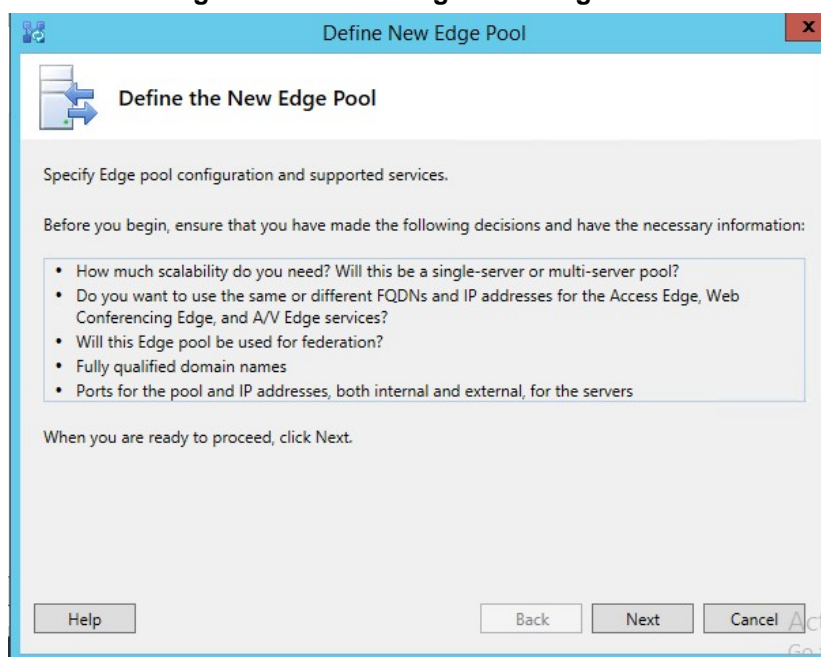 Define New Edge Pool
x
Define the New Edge Pool
Specify Edge pool configuration and supported services.
Before you begin, ensure that you have made the following decisions and have the necessary information:
• How much scalability do you need? Will this be a single-server or multi-server pool?
• Do you want to use the same or different FQDNs and IP addresses for the Access Edge, Web
Conferencing Edge, and A/V Edge services?
• Will this Edge pool be used for federation?
• Fully qualified domain names
• Ports for the pool and IP addresses, both internal and external, for the servers
When you are ready to proceed, click Next.
Help Back Next Cancel